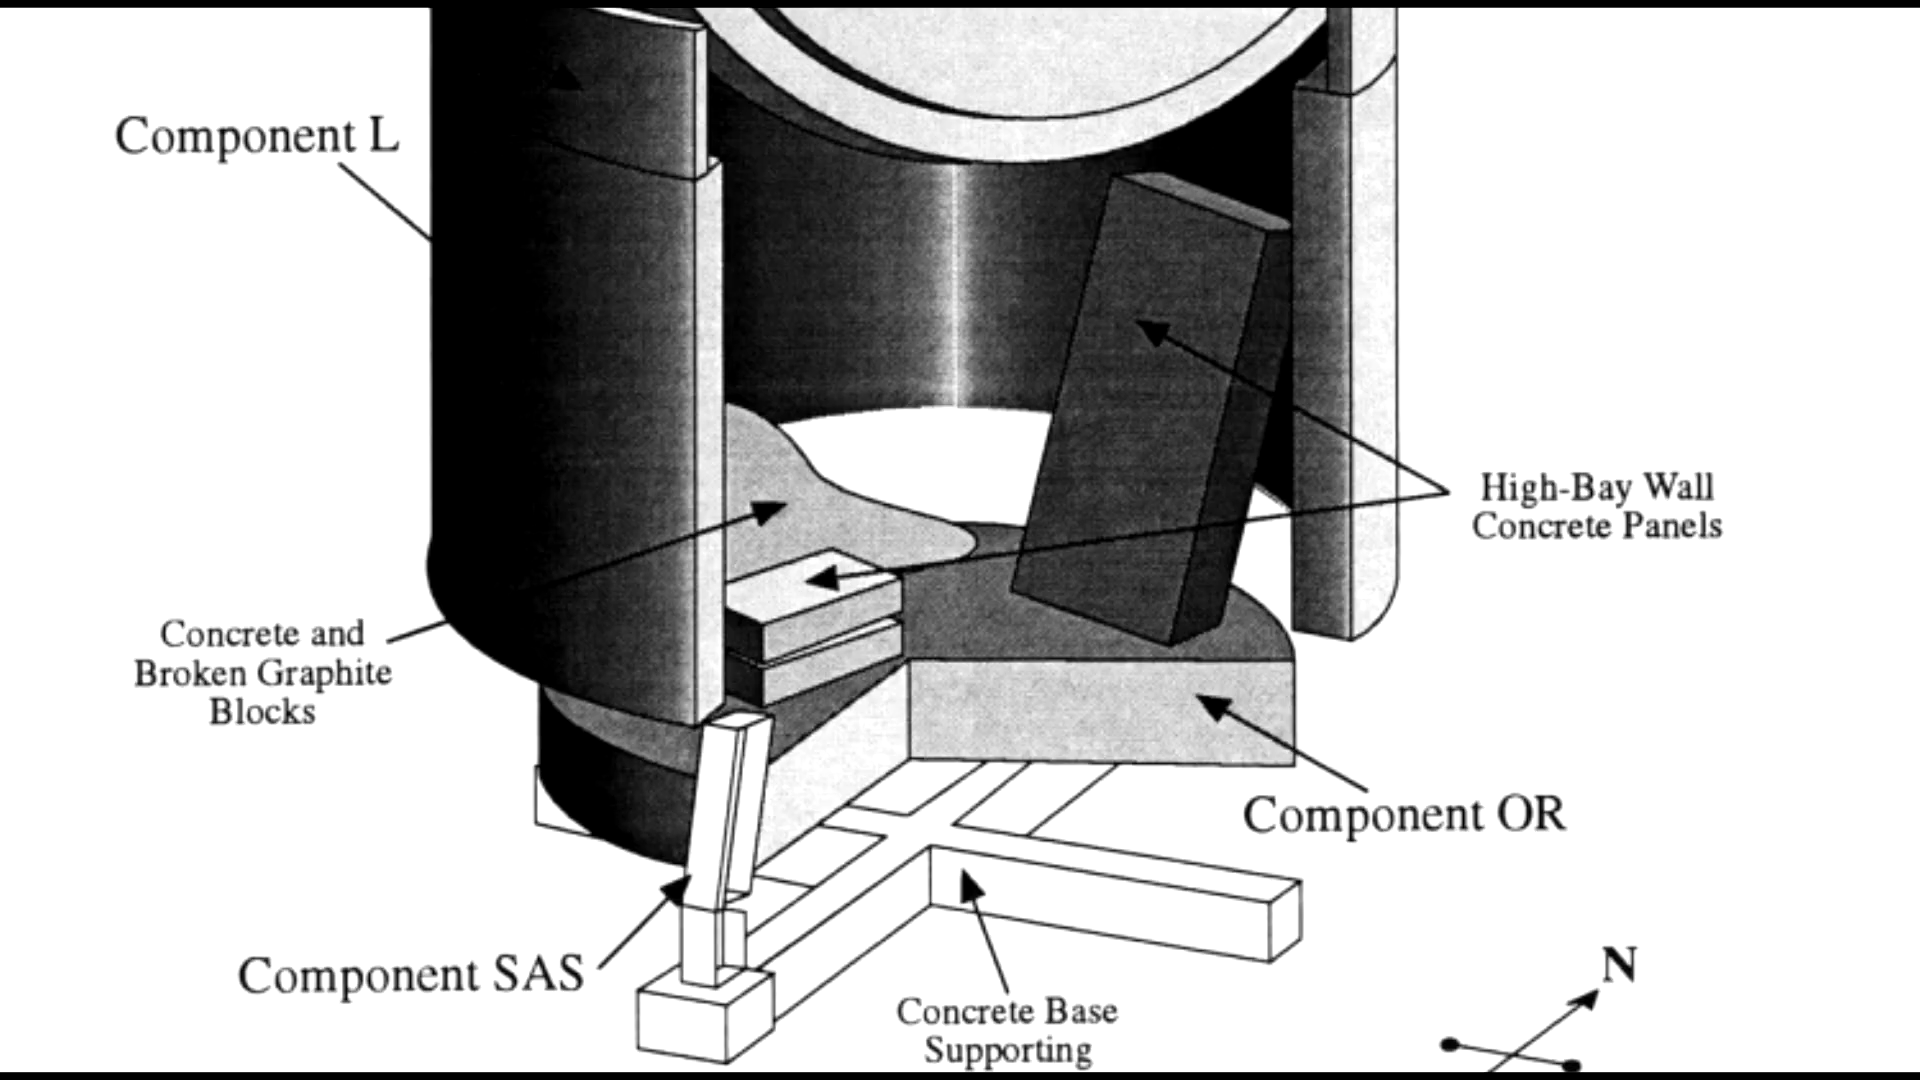 Component L
High-Bay Wall
Concrete Panels
Concrete and
Broken Graphite
Blocks
Component OR
Component SAS
Concrete Base
Supporting
N